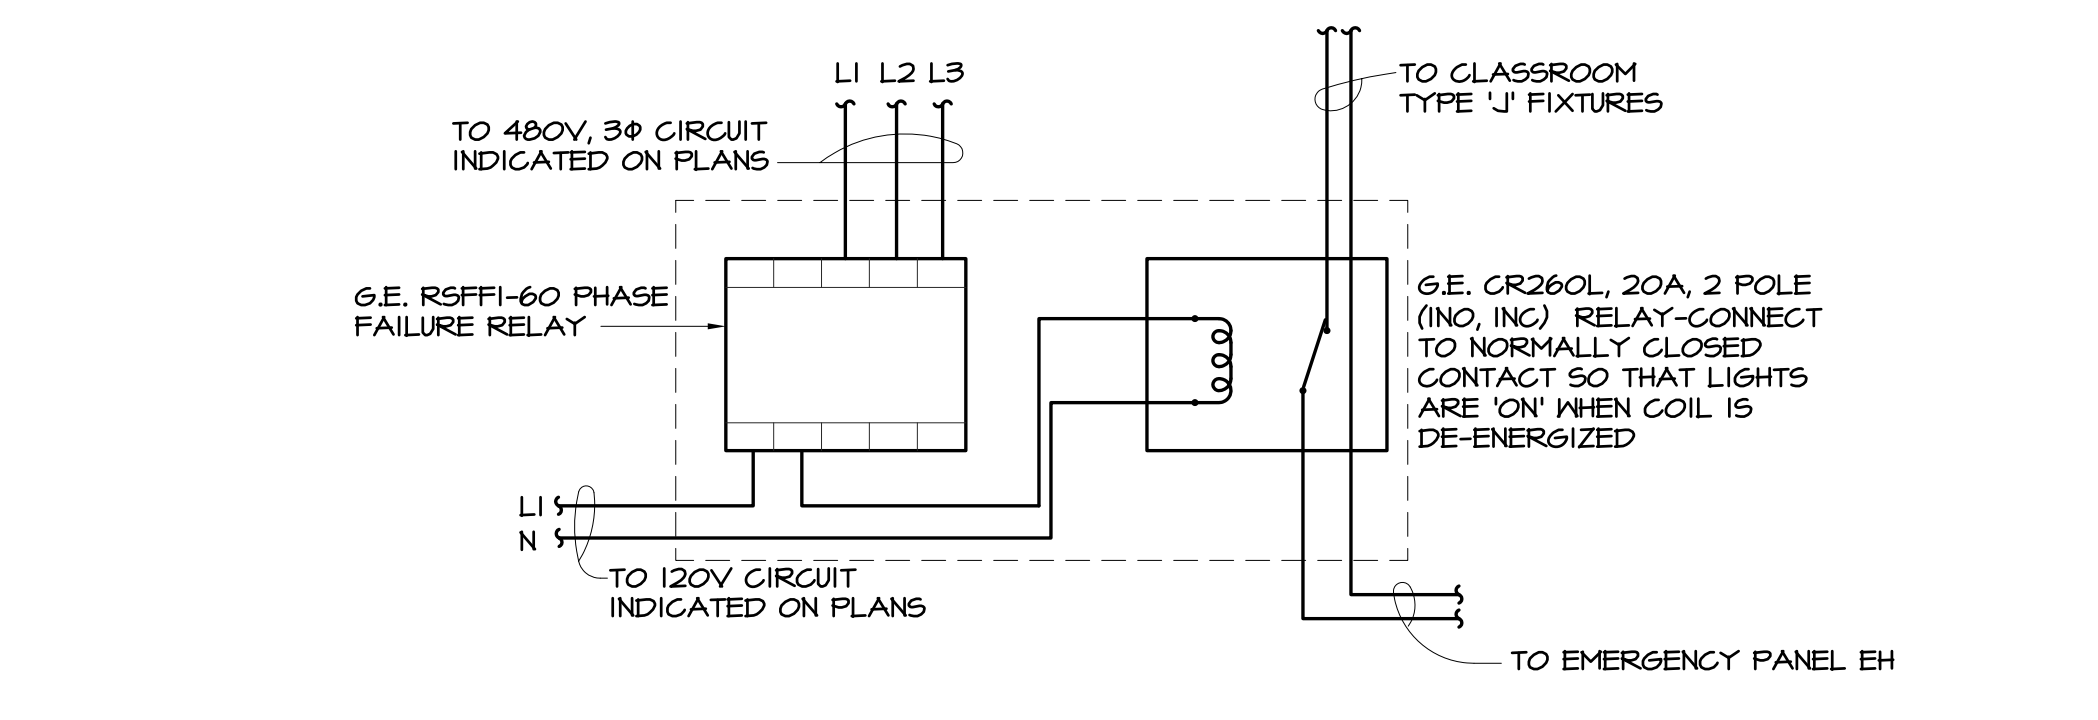 L1 L2 L3
TO 480V, 3Φ CIRCUIT
INDICATED ON PLANS
TO CLASSROOM
TYPE 'J' FIXTURES
G.E. RSFF1-60 PHASE
FAILURE RELAY
G.E. CR260L, 20A, 2 POLE
(1NO, 1NC) RELAY-CONNECT
TO NORMALLY CLOSED
CONTACT SO THAT LIGHTS
ARE 'ON' WHEN COIL IS
DE-ENERGIZED
L1
N
TO 120V CIRCUIT
INDICATED ON PLANS
TO EMERGENCY PANEL EH